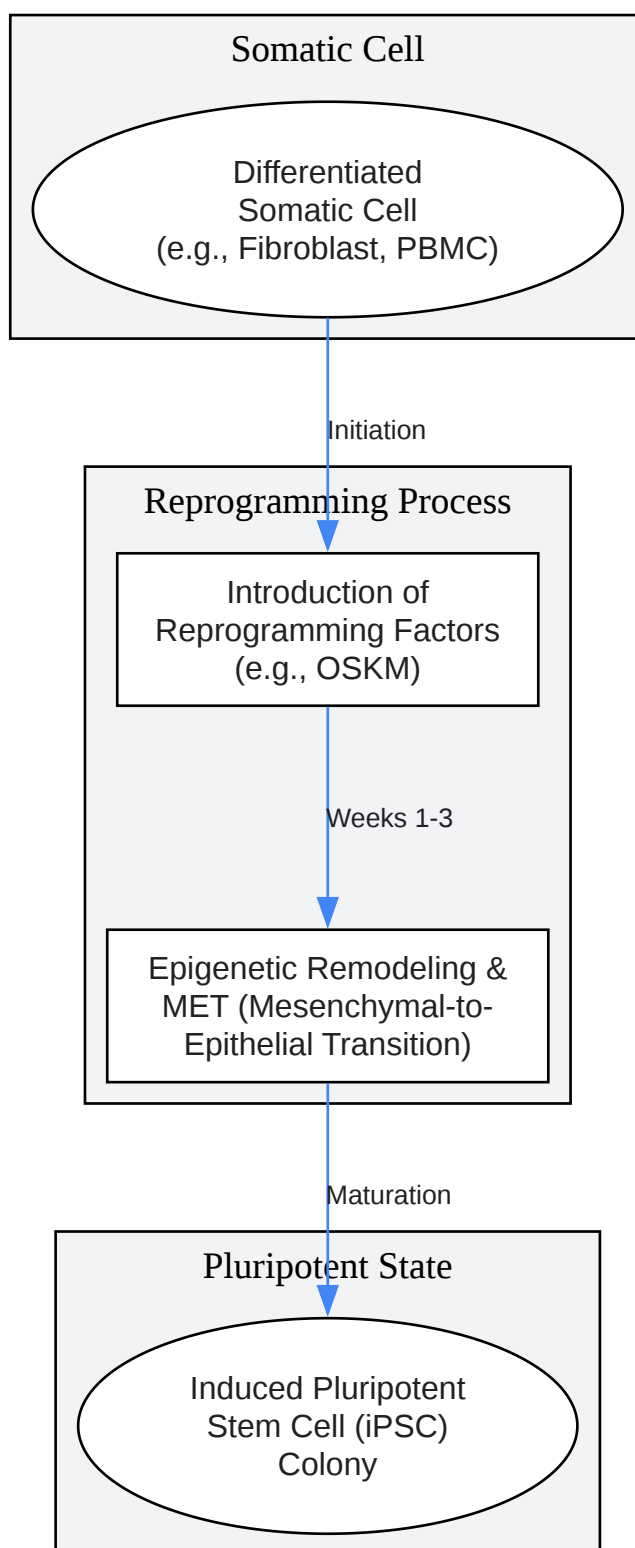 Somatic Cell
Differentiated
Somatic Cell
(e.g., Fibroblast, PBMC)
Initiation
Reprogramming Process
Introduction of
Reprogramming Factors
(e.g., OSKM)
Weeks 1-3
Epigenetic Remodeling &
MET (Mesenchymal-to-
Epithelial Transition)
Maturation
Pluripotent State
Induced Pluripotent
Stem Cell (iPSC)
Colony